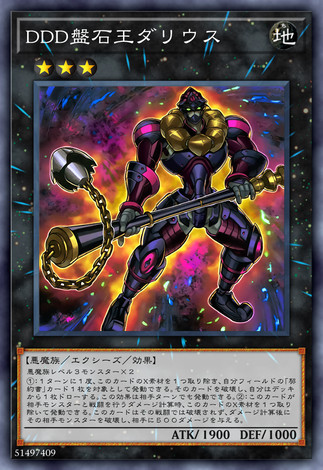 DDD盤石王ダリウス
地
【悪魔族／エクシーズ／効果】
悪魔族レベル3モンスター×2
①：1ターンに1度、このカードのX素材を1つ取り除き、自分フィールドの「契
約書」カード1枚を対象として発動できる。そのカードを破壊し、自分はデッキ
から1枚ドローする。この効果は相手ターンでも発動できる。②：このカードが
相手モンスターと戦闘を行うダメージ計算時、このカードのX素材を1つ取り除
いて発動できる。このカードはその戦闘では破壊されず、ダメージ計算後に
その相手モンスターを破壊し、相手に500ダメージを与える。
ATK/ 1900 DEF/1000
51497409